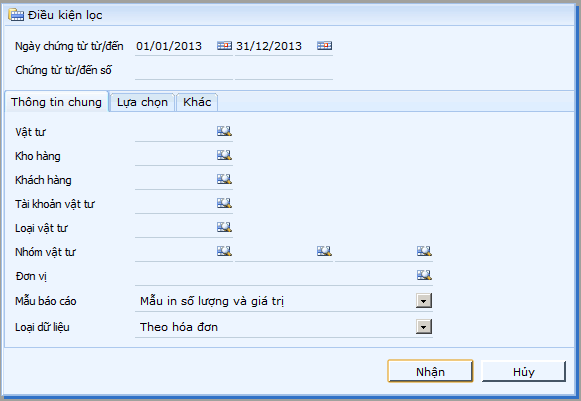 Điều kiện lọc
Ngày chứng từ từ/đến 01/01/2013 31/12/2013
Chứng từ từ/đến số
Thông tin chung Lựa chọn Khác
Vật tư
Kho hàng
Khách hàng
Tài khoản vật tư
Loại vật tư
Nhóm vật tư
Đơn vị
Mẫu báo cáo Mẫu in số lượng và giá trị
Loại dữ liệu Theo hóa đơn
Nhận Hủy